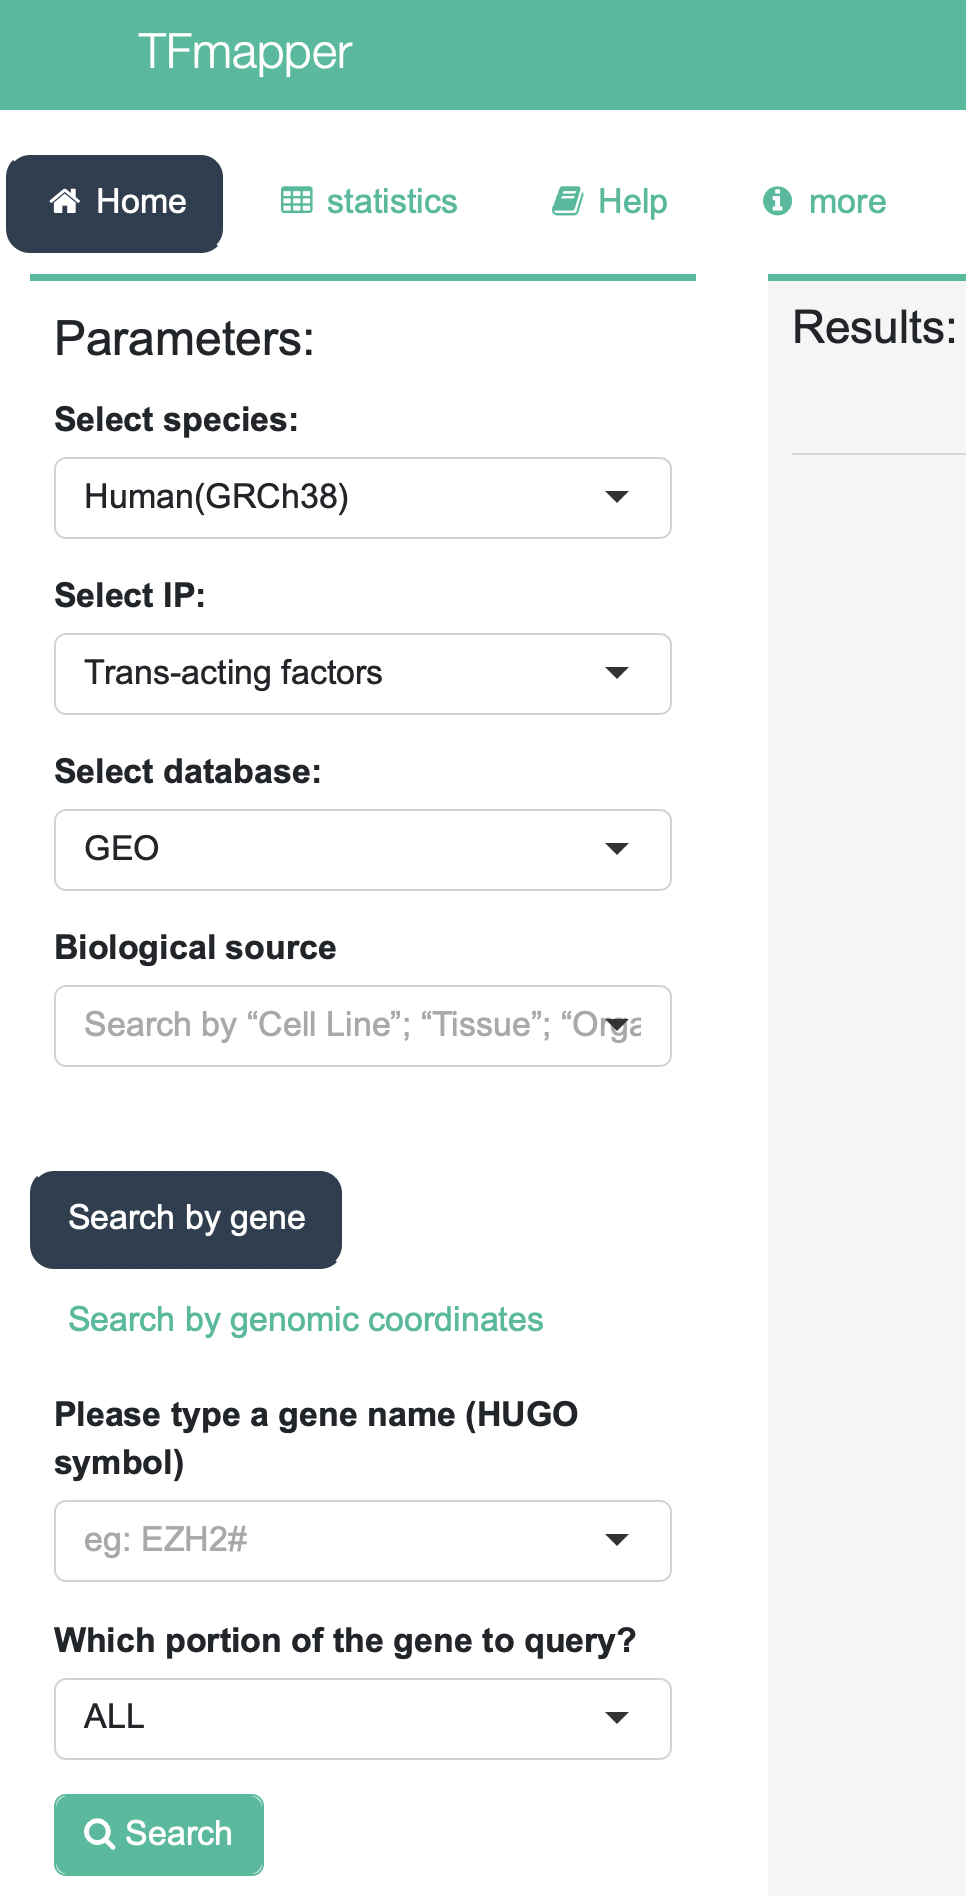 TFmapper
Home statistics Help more
Parameters:
Select species:
Human(GRCh38)
Select IP:
Trans-acting factors
Select database:
GEO
Biological source
Search by “Cell Line”; “Tissue”; “Orga
Search by gene
Search by genomic coordinates
Please type a gene name (HUGO
symbol)
eg: EZH2#
Which portion of the gene to query?
ALL
Search
Results: